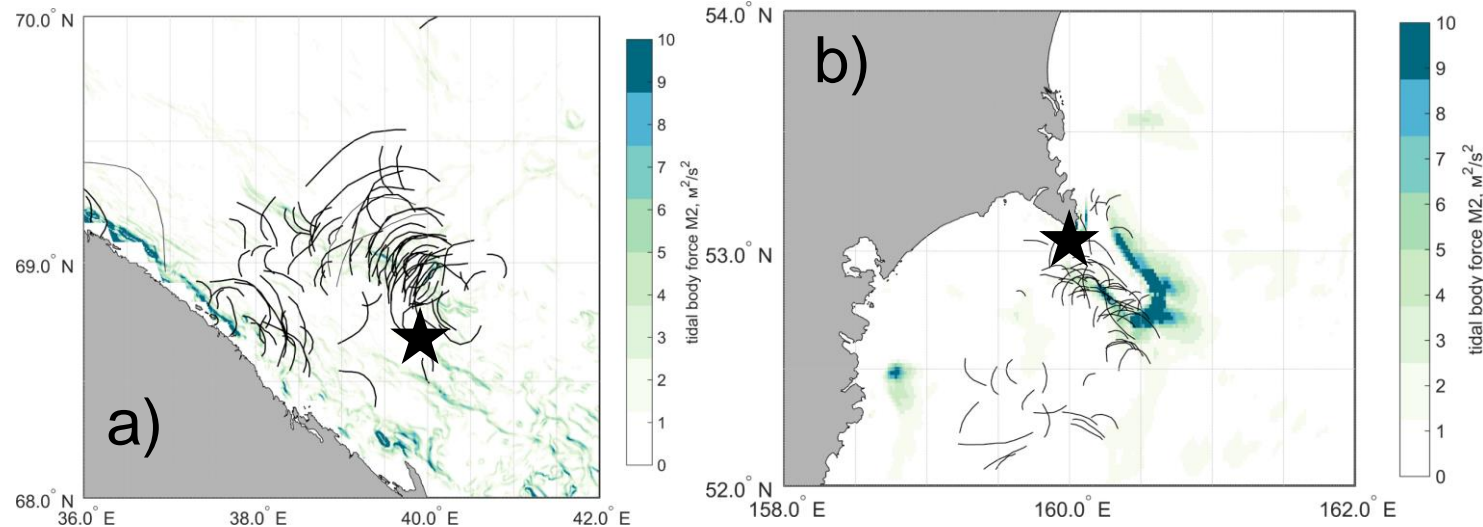 a)
70.0° N
69.0° N
68.0° N
36.0° E
38.0° E
40.0° E
42.0° E
10
9
8
7
6
5
4
3
2
1
0
tidal body force M2, м²/s²
b)
54.0° N
53.0° N
52.0° N
158.0° E
160.0° E
162.0° E
10
9
8
7
6
5
4
3
2
1
0
tidal body force M2, м²/s²